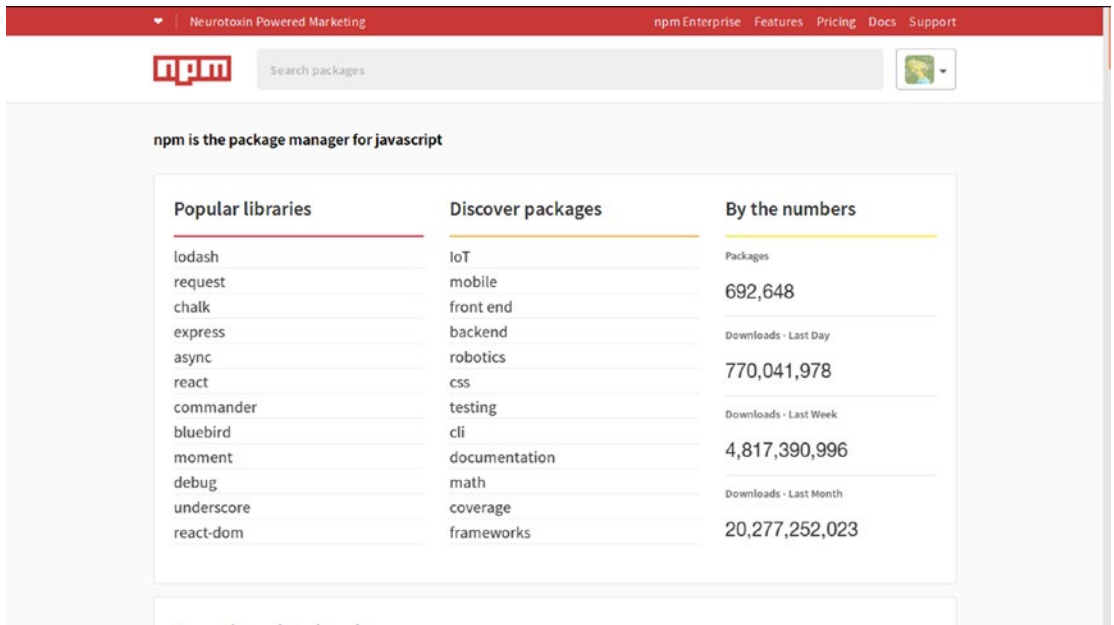 ❤ Neurotoxin Powered Marketing
npm Enterprise Features Pricing Docs Support
npm
Search packages
npm is the package manager for javascript
Popular libraries
lodash
request
chalk
express
async
react
commander
bluebird
moment
debug
underscore
react-dom
Discover packages
IoT
mobile
front end
backend
robotics
css
testing
cli
documentation
math
coverage
frameworks
By the numbers
Packages
692,648
Downloads · Last Day
770,041,978
Downloads · Last Week
4,817,390,996
Downloads · Last Month
20,277,252,023